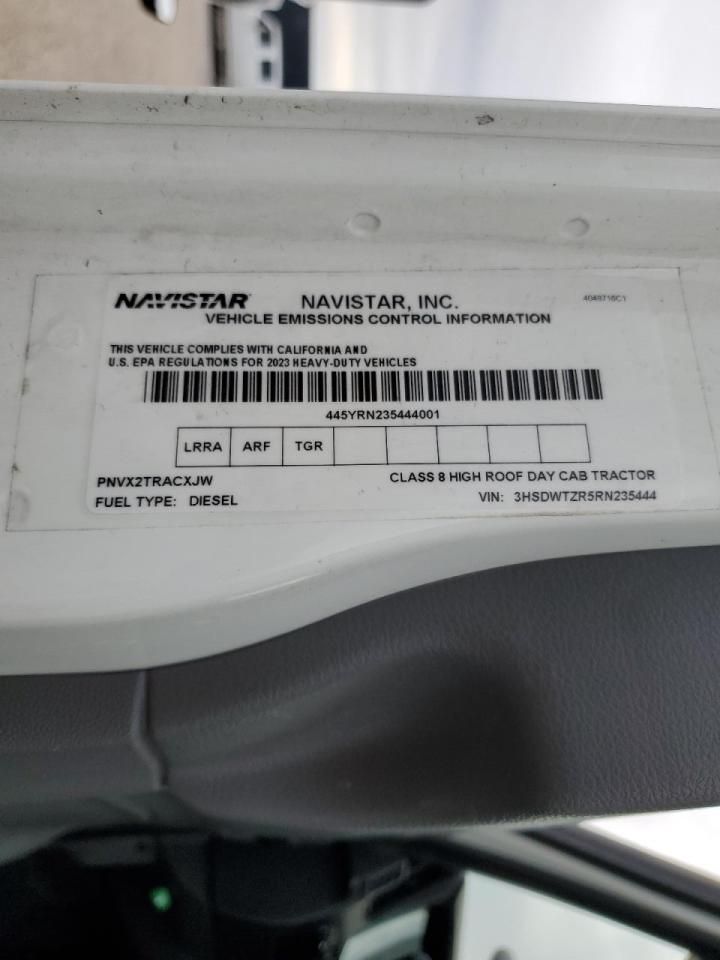 NAVISTAR NAVISTAR, INC. 4049716C1
VEHICLE EMISSIONS CONTROL INFORMATION
THIS VEHICLE COMPLIES WITH CALIFORNIA AND
U.S. EPA REGULATIONS FOR 2023 HEAVY-DUTY VEHICLES
445YRN235444001
LRRA ARF TGR
PNVX2TRACXJW CLASS 8 HIGH ROOF DAY CAB TRACTOR
FUEL TYPE: DIESEL VIN: 3HSDWTZR5RN235444